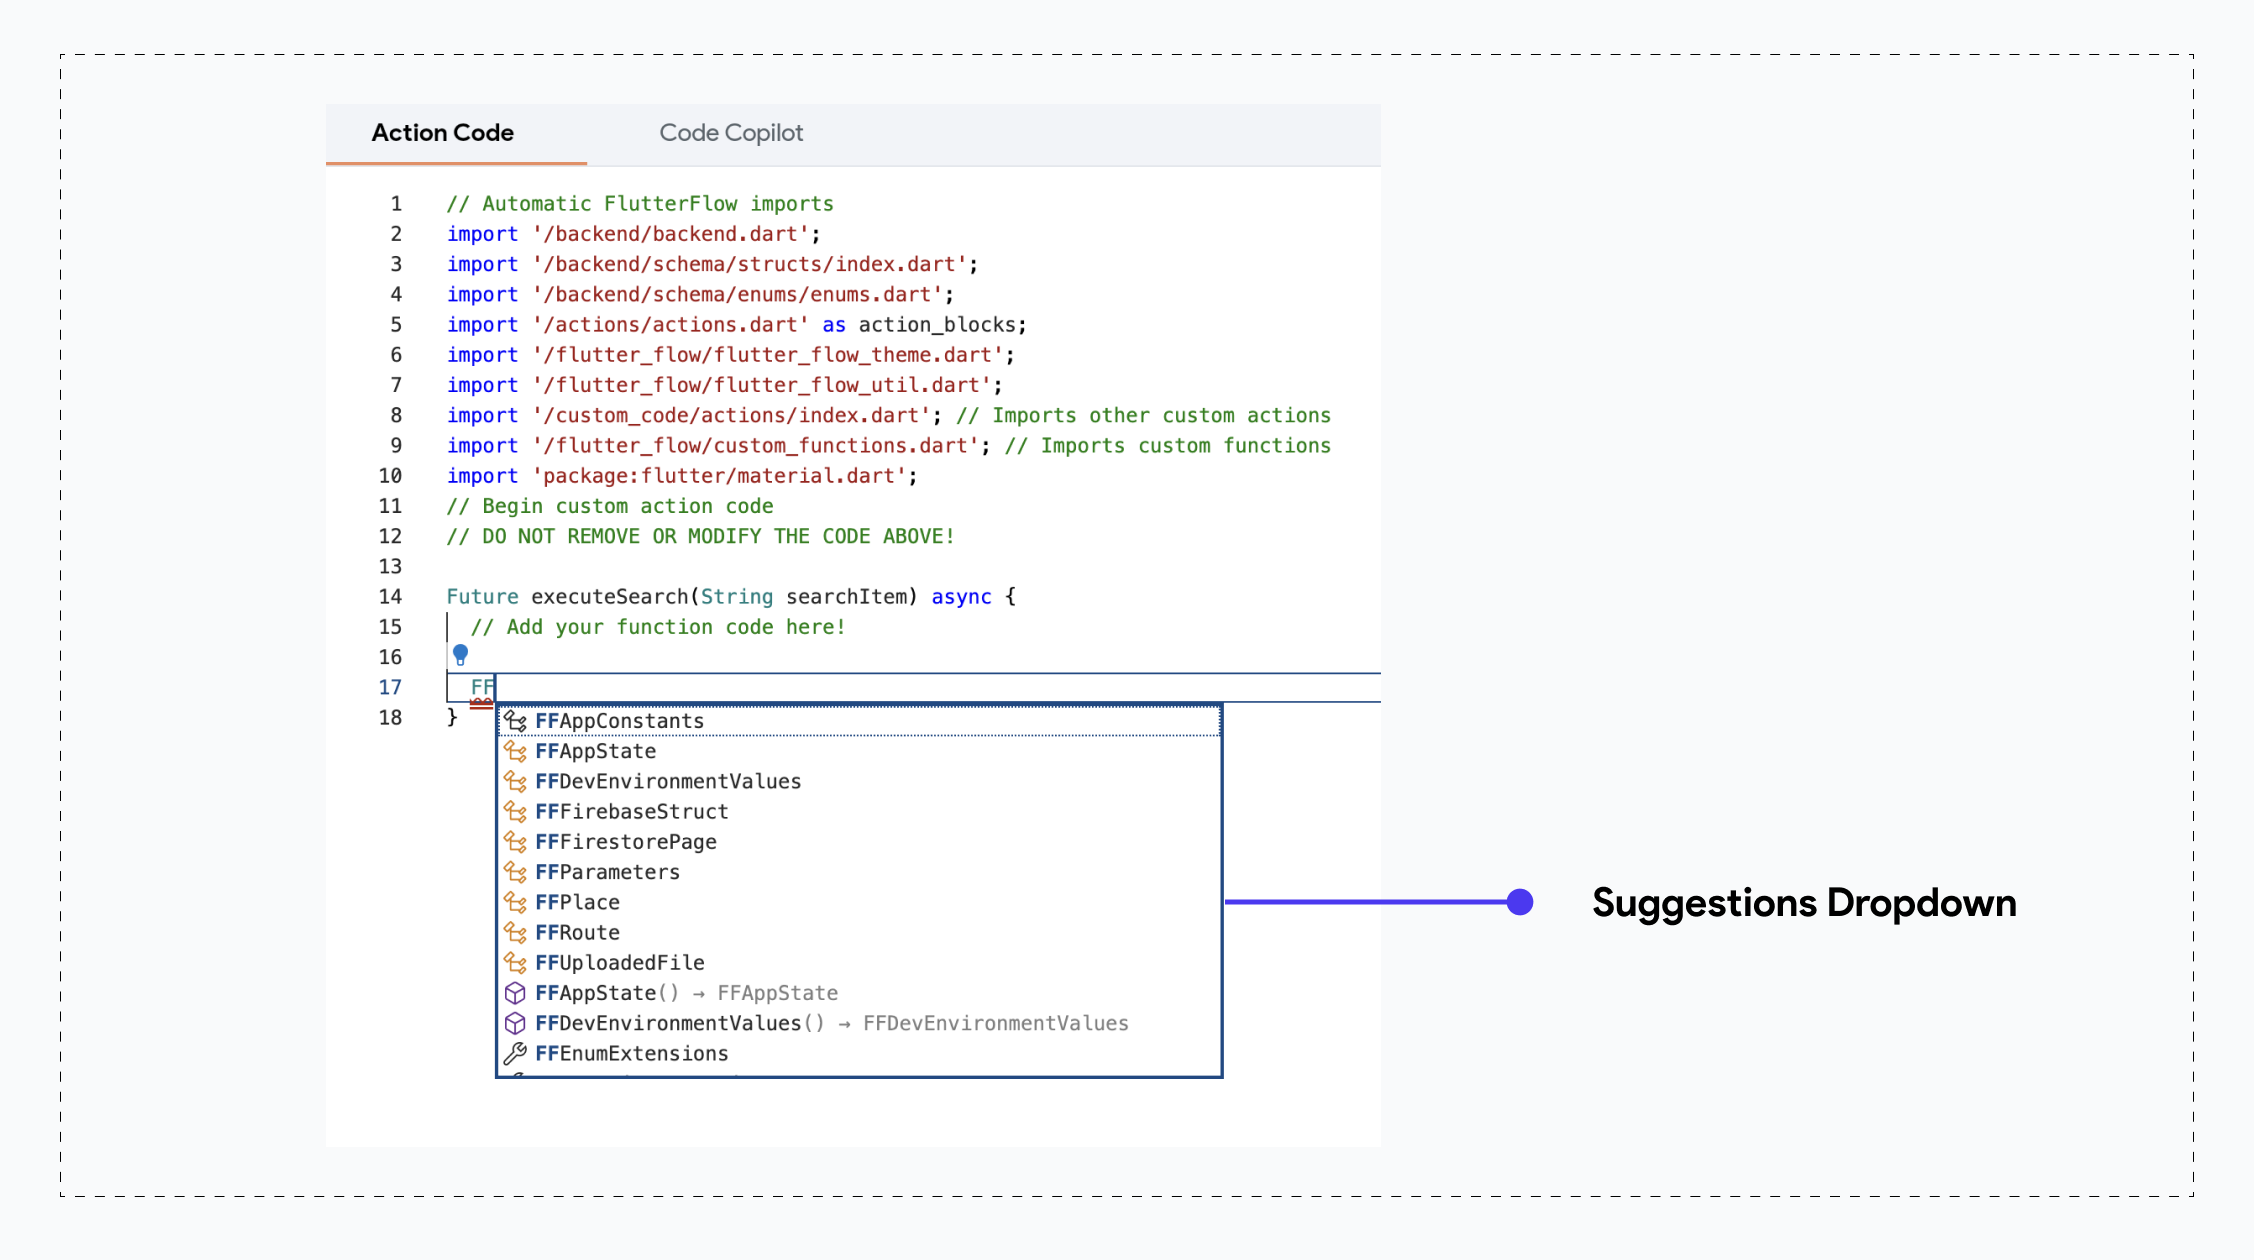 Action Code
Code Copilot
1 // Automatic FlutterFlow imports
2 import '/backend/backend.dart';
3 import '/backend/schema/structs/index.dart';
4 import '/backend/schema/enums/enums.dart';
5 import '/actions/actions.dart' as action_blocks;
6 import '/flutter_flow/flutter_flow_theme.dart';
7 import '/flutter_flow/flutter_flow_util.dart';
8 import '/custom_code/actions/index.dart'; // Imports other custom actions
9 import '/flutter_flow/custom_functions.dart'; // Imports custom functions
10 import 'package:flutter/material.dart';
11 // Begin custom action code
12 // DO NOT REMOVE OR MODIFY THE CODE ABOVE!
13
14 Future executeSearch(String searchItem) async {
15 // Add your function code here!
16
17 FF
18 }
FFAppConstants
FFAppState
FFDevEnvironmentValues
FFFirebaseStruct
FFFirestorePage
FFParameters
FFPlace
FFRoute
FFUploadedFile
FFAppState() → FFAppState
FFDevEnvironmentValues() → FFDevEnvironmentValues
FFEnumExtensions
Suggestions Dropdown